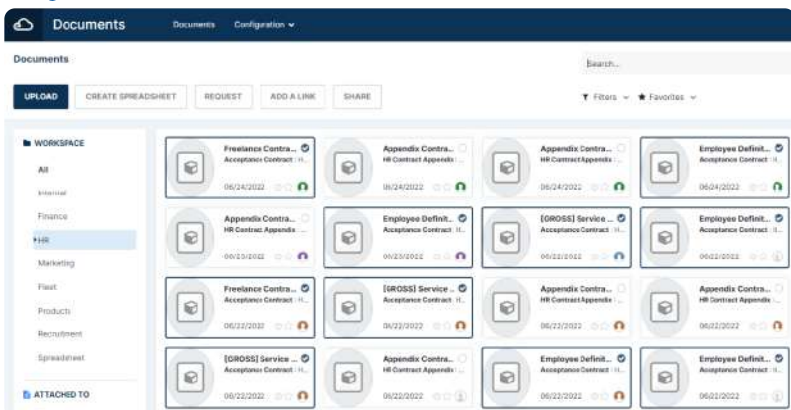 Documents Documents Configuration
Documents
Search...
UPLOAD CREATE SPREADSHEET REQUEST ADD A LINK SHARE
Filters Favorites
WORKSPACE
All
Internal
Finance
HR
Marketing
Fleet
Products
Recruitment
Spreadsheet
ATTACHED TO
Freelance Contra... Appendix Contra... Appendix Contra... Employee Definit...
Acceptance Contract : H... HR Contract Appendix : ... HR Contract Appendix : ... Acceptance Contract : H...
06/24/2022 06/24/2022 06/24/2022 06/24/2022
Appendix Contra... Employee Definit... [GROSS] Service ... Employee Definit...
HR Contract Appendix : ... Acceptance Contract : H... Acceptance Contract : H... Acceptance Contract : H...
06/23/2022 06/23/2022 06/22/2022 06/22/2022
Freelance Contra... [GROSS] Service ... Appendix Contra... Appendix Contra...
Acceptance Contract : H... Acceptance Contract : H... HR Contract Appendix : ... HR Contract Appendix : ...
06/22/2022 06/22/2022 06/22/2022 06/22/2022
[GROSS] Service ... Appendix Contra... Employee Definit... Employee Definit...
Acceptance Contract : H... HR Contract Appendix : ... Acceptance Contract : H... Acceptance Contract : H...
06/22/2022 06/22/2022 06/22/2022 06/22/2022